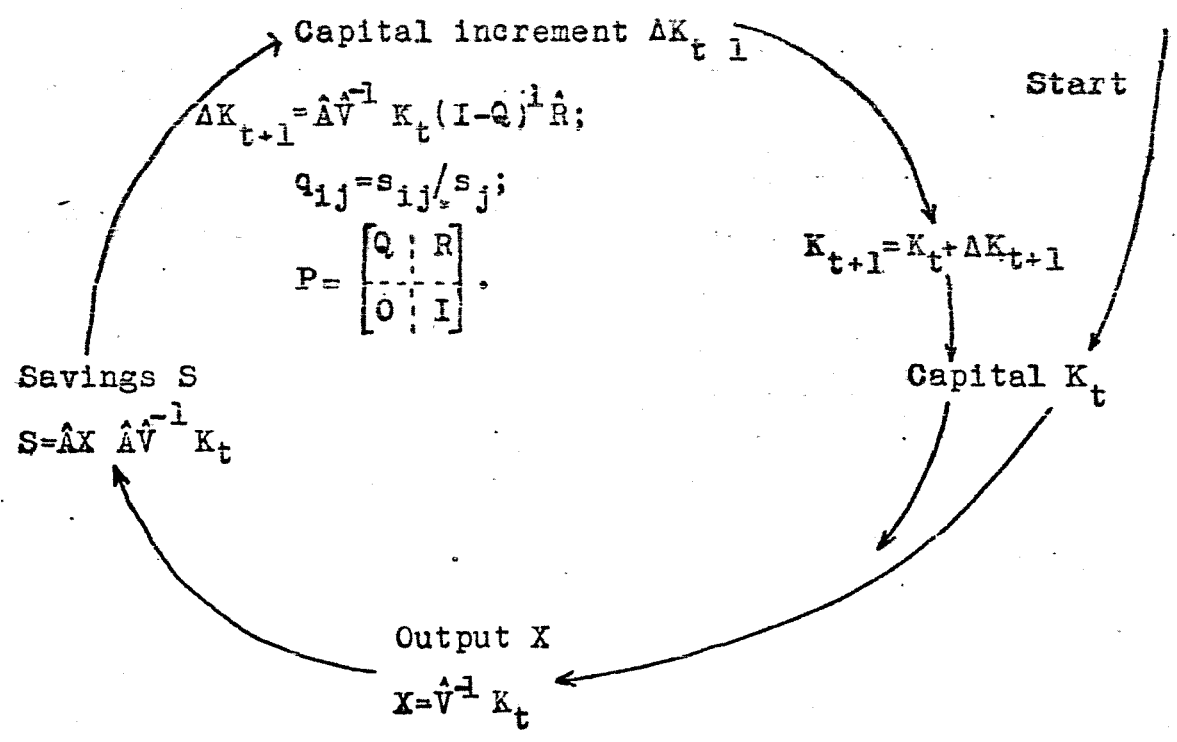 Capital increment ΔK_{t 1}
Start
ΔK_{t+1}=ÂV̂^{-1} K_t(I-Q)^1R̂;
q_{ij}=s_{ij}/s_j;
K_{t+1}=K_t+ΔK_{t+1}
P= [Q ¦ R]
[O ¦ I] .
Savings S
Capital K_t
S=ÂX ÂV̂^{-1} K_t
Output X
X=V̂^{-1} K_t